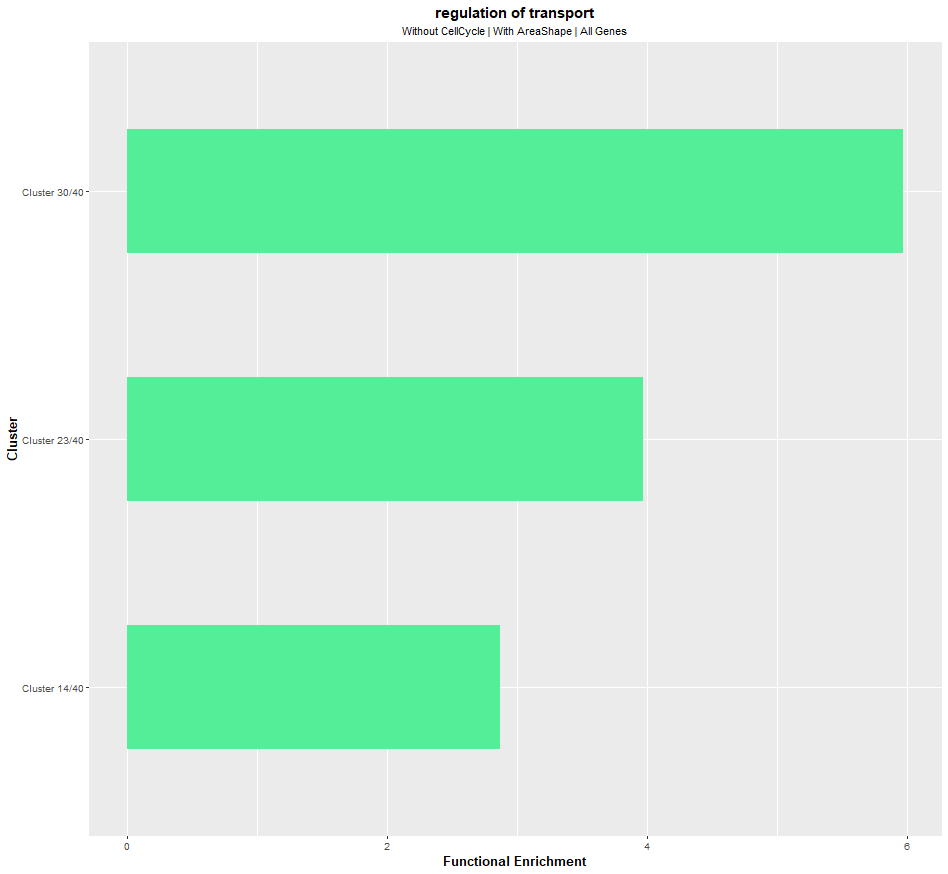 regulation of transport
Without CellCycle | With AreaShape | All Genes
Cluster 30/40
Cluster 23/40
Cluster 14/40
Cluster
0 2 4 6
Functional Enrichment